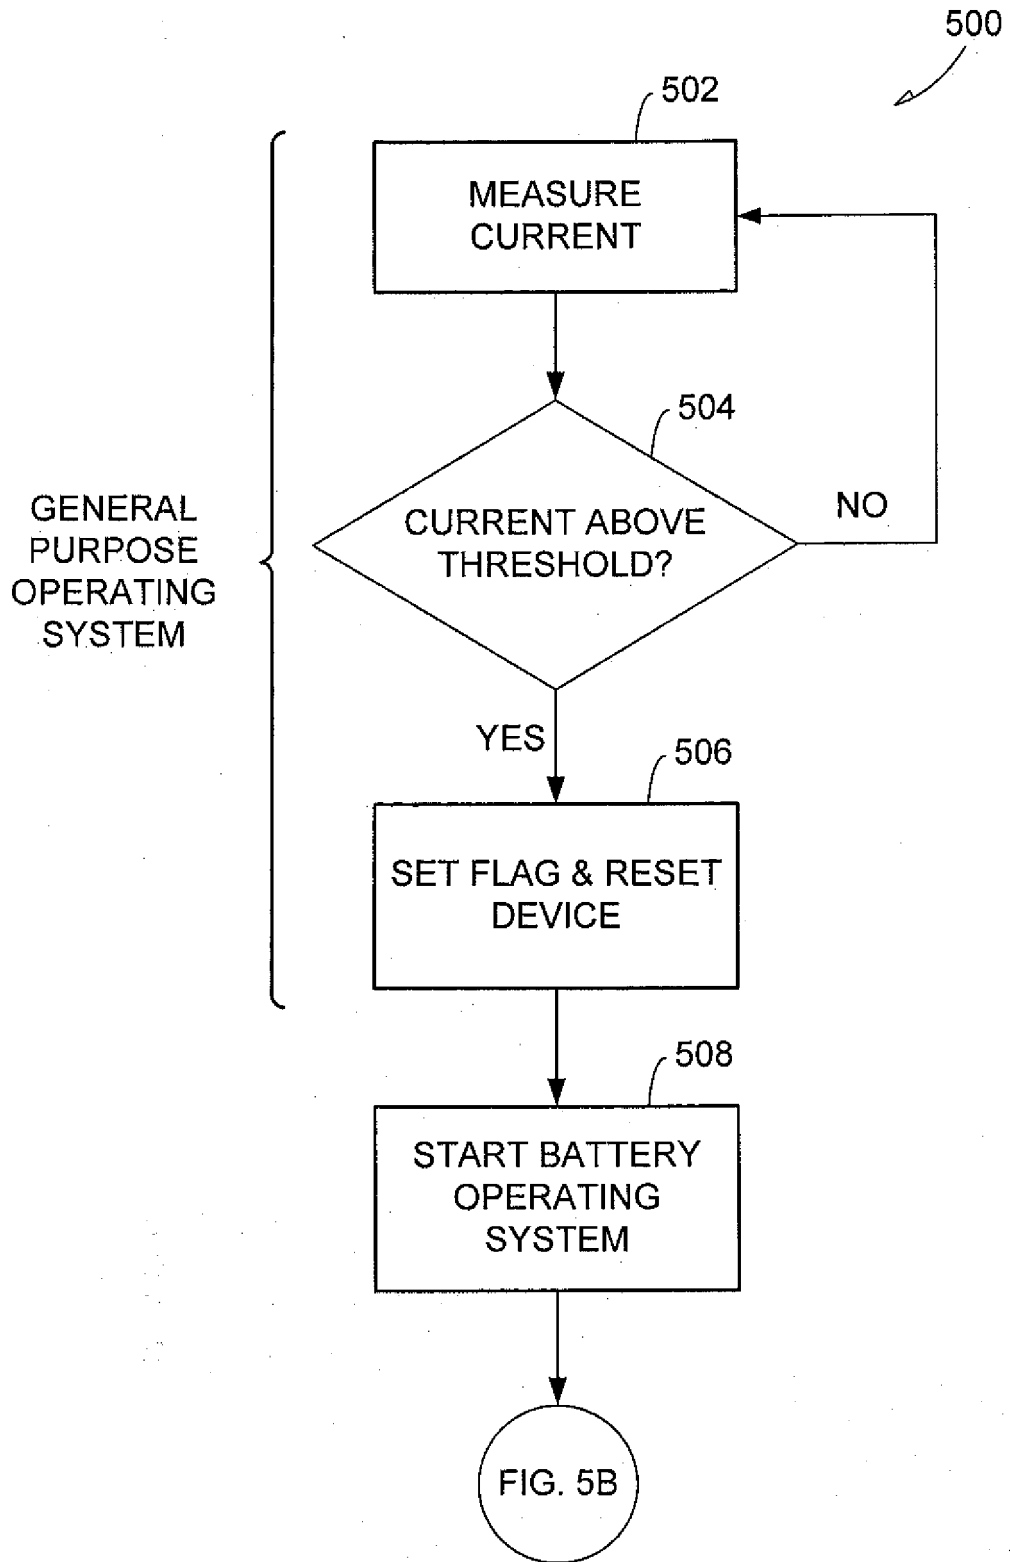 500
502
MEASURE
CURRENT
504
CURRENT ABOVE
THRESHOLD?
NO
GENERAL
PURPOSE
OPERATING
SYSTEM
YES
506
SET FLAG & RESET
DEVICE
508
START BATTERY
OPERATING
SYSTEM
FIG. 5B